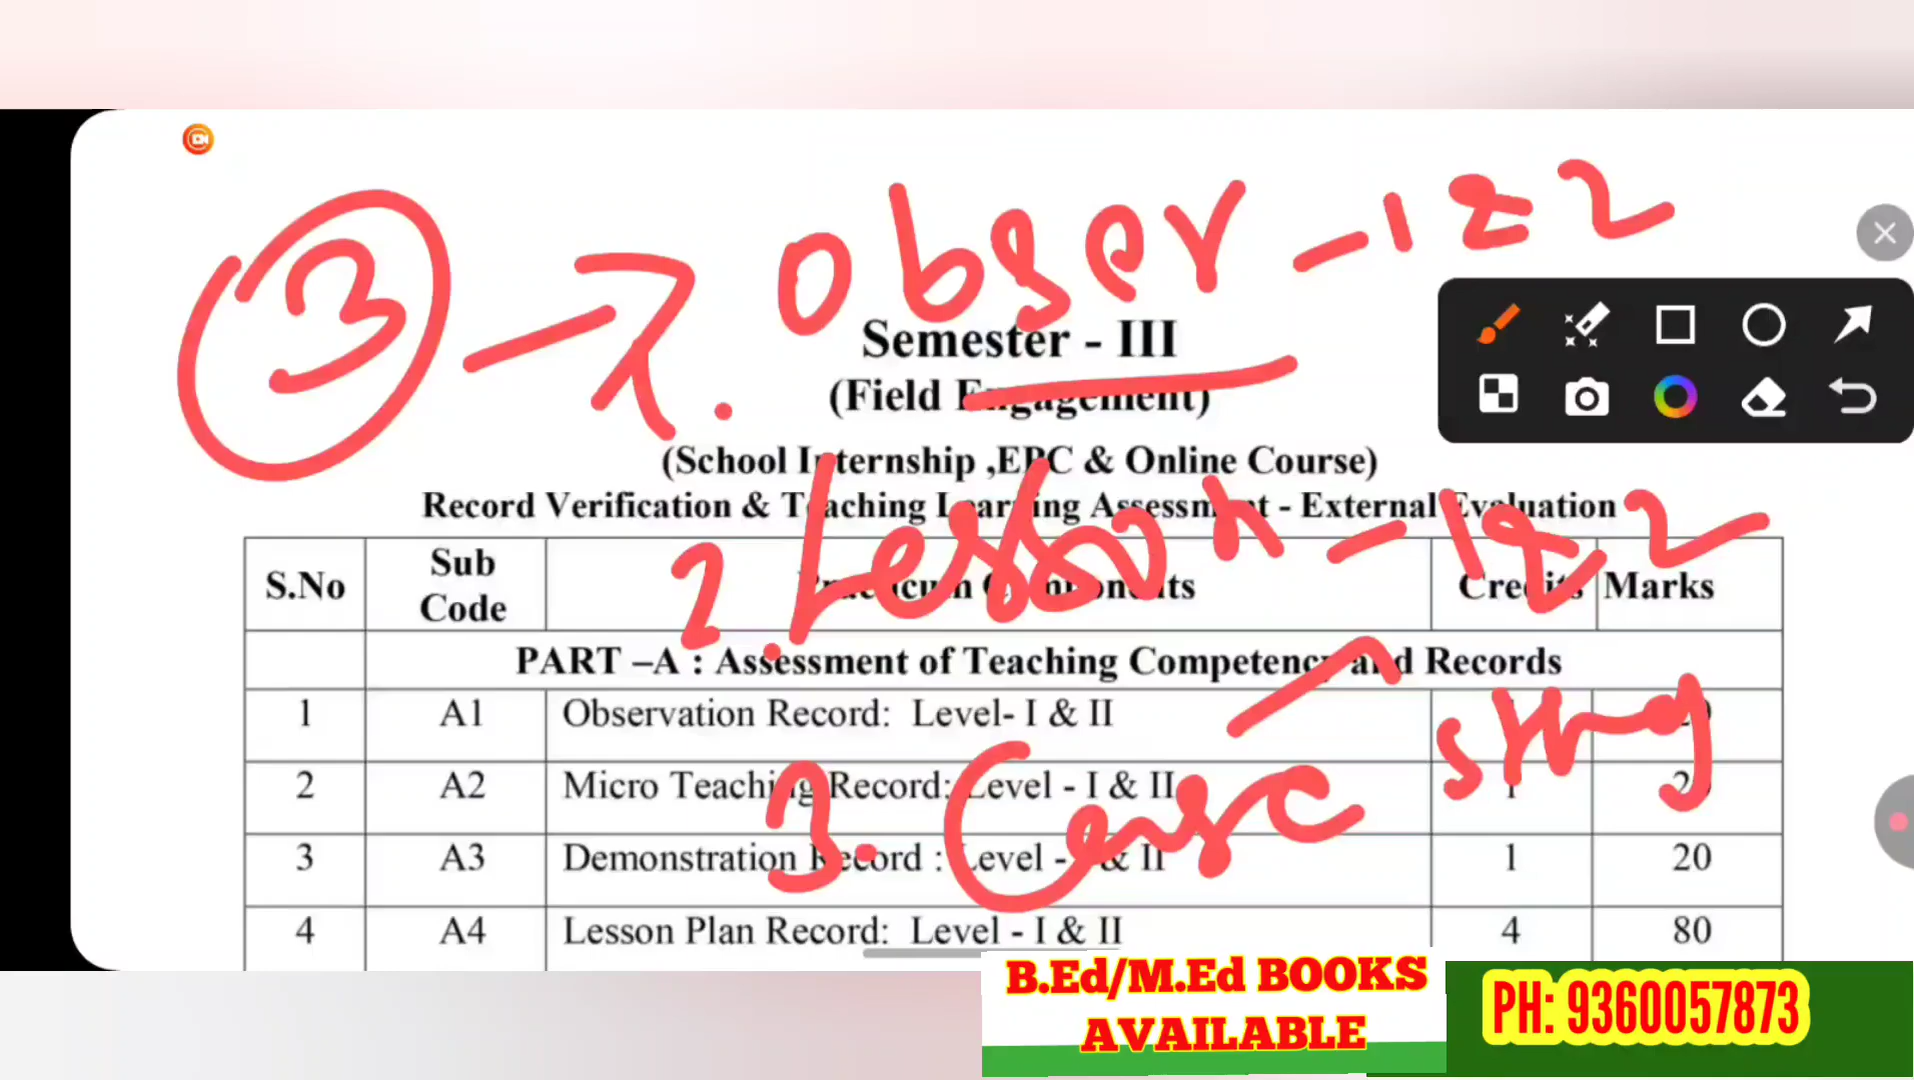 Obser - 1 & 2
3
Semester - III
(Field Engagement)
(School Internship ,EPC & Online Course)
Record Verification & Teaching Learning Assessment - External Evaluation
2. Lesson - 1 & 2
S.No Sub Code Practicum Components Credits Marks
PART –A : Assessment of Teaching Competency and Records
1 A1 Observation Record: Level- I & II
2 A2 Micro Teaching Record: Level - I & II 1
3. Case
3 A3 Demonstration Record : Level - I & II 1 20
4 A4 Lesson Plan Record: Level - I & II 4 80
B.Ed/M.Ed BOOKS
AVAILABLE
PH: 9360057873